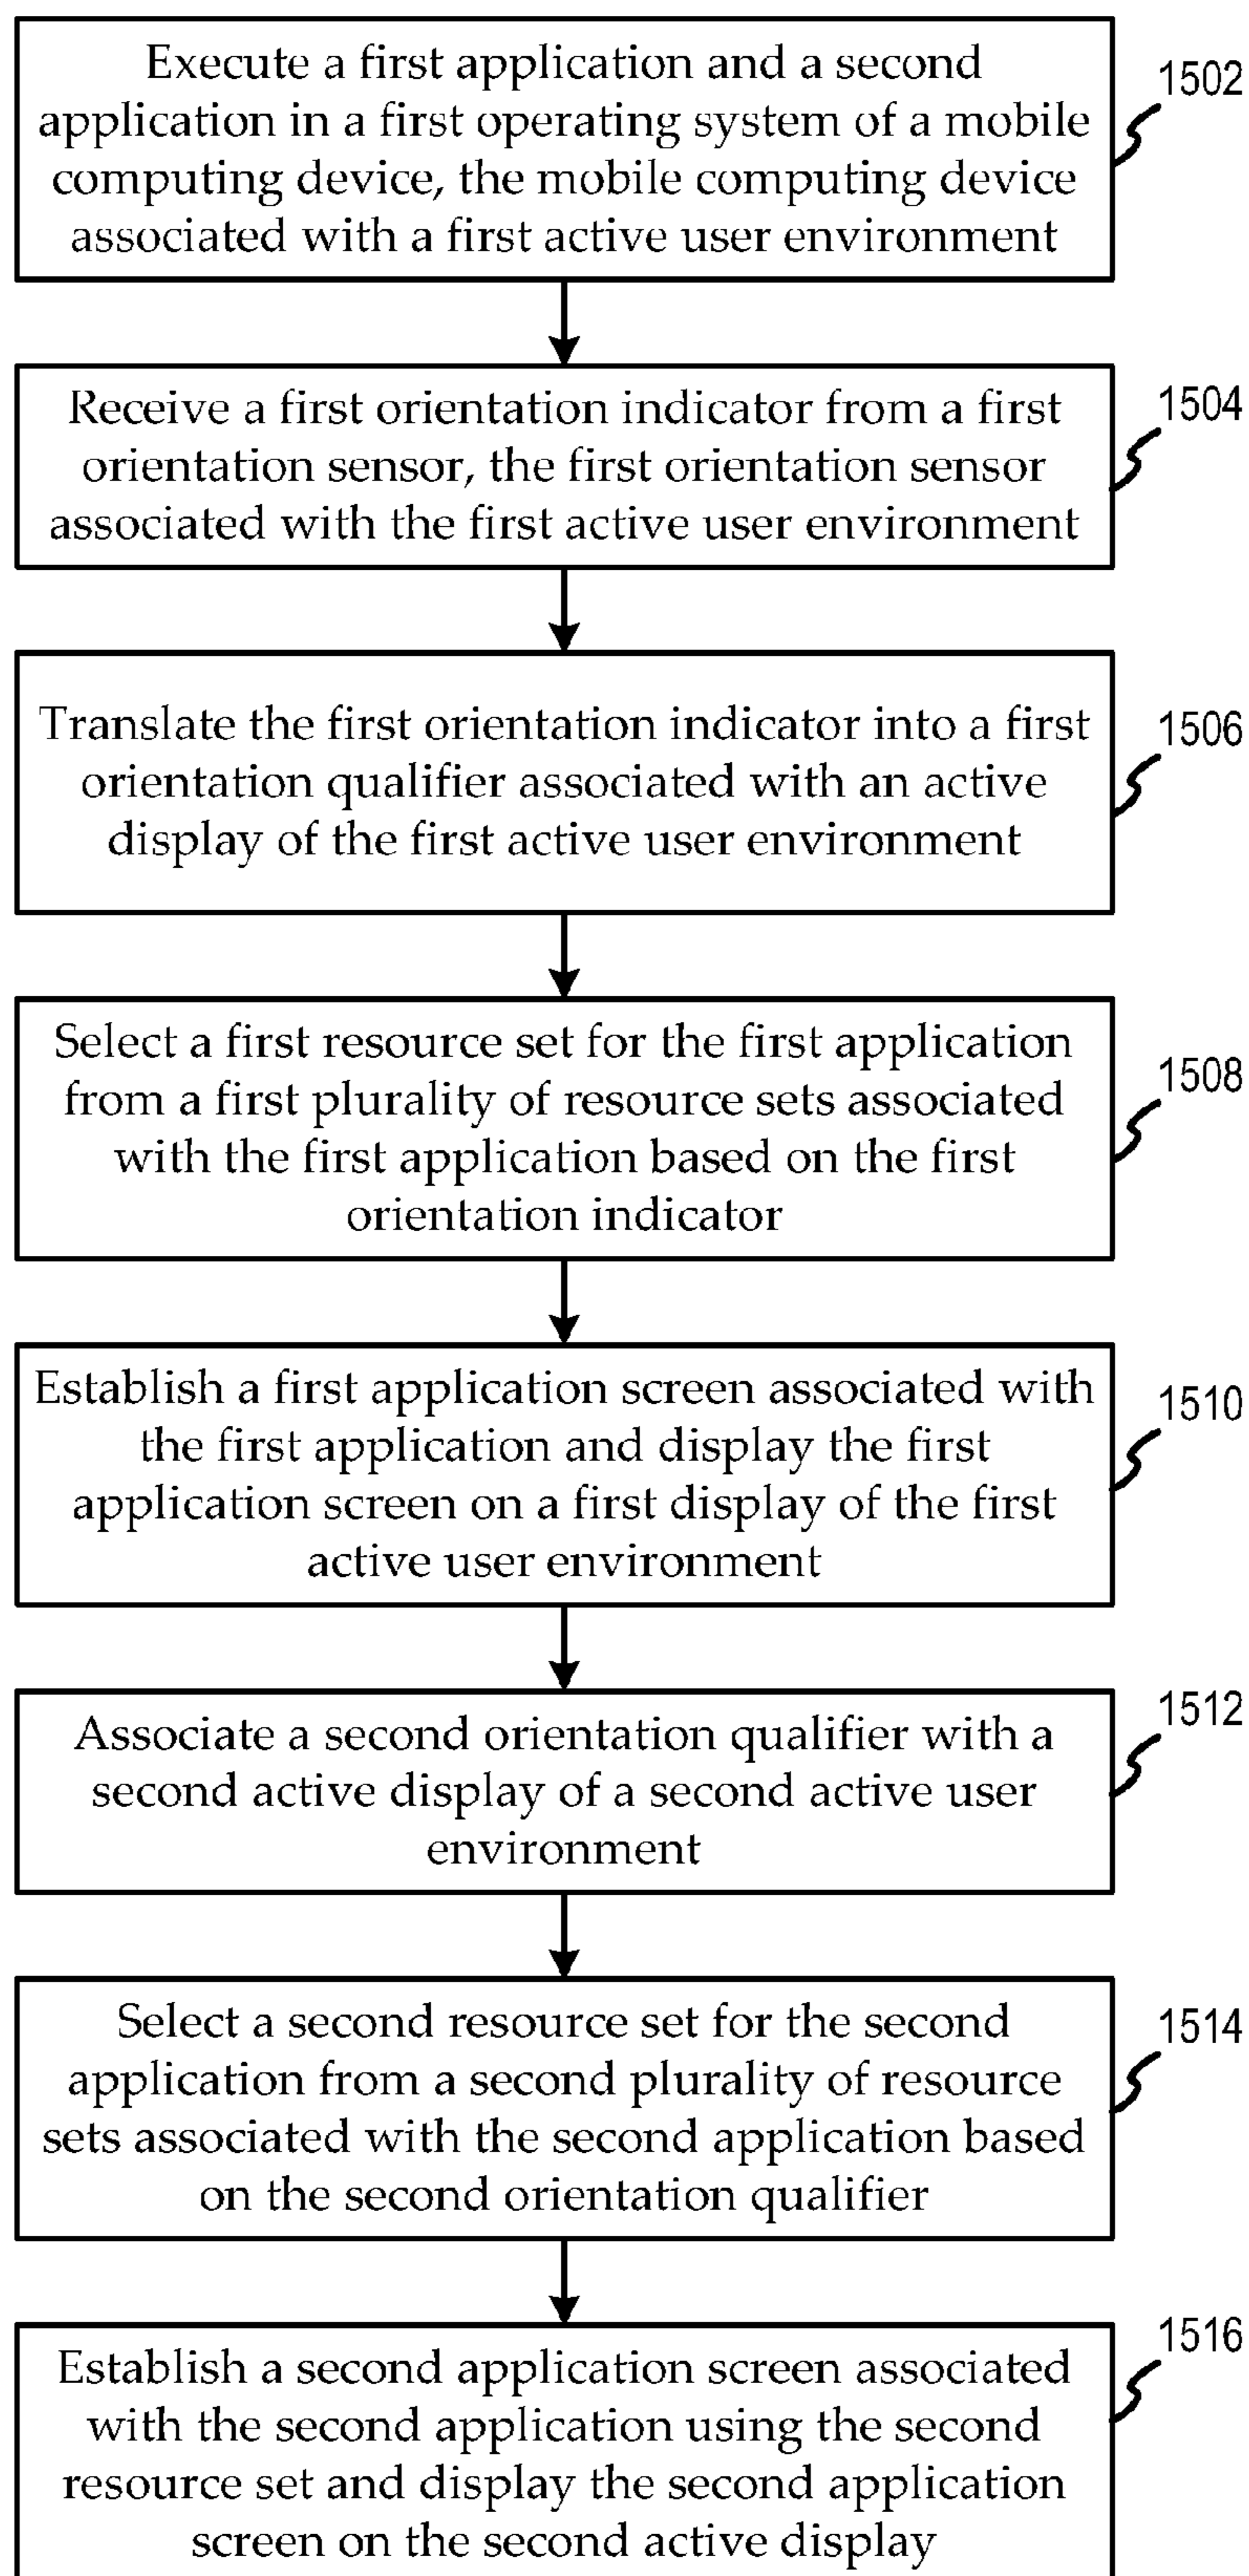 Execute a first application and a second
application in a first operating system of a mobile
computing device, the mobile computing device
associated with a first active user environment
1502
Receive a first orientation indicator from a first
orientation sensor, the first orientation sensor
associated with the first active user environment
1504
Translate the first orientation indicator into a first
orientation qualifier associated with an active
display of the first active user environment
1506
Select a first resource set for the first application
from a first plurality of resource sets associated
with the first application based on the first
orientation indicator
1508
Establish a first application screen associated with
the first application and display the first
application screen on a first display of the first
active user environment
1510
Associate a second orientation qualifier with a
second active display of a second active user
environment
1512
Select a second resource set for the second
application from a second plurality of resource
sets associated with the second application based
on the second orientation qualifier
1514
Establish a second application screen associated
with the second application using the second
resource set and display the second application
screen on the second active display
1516